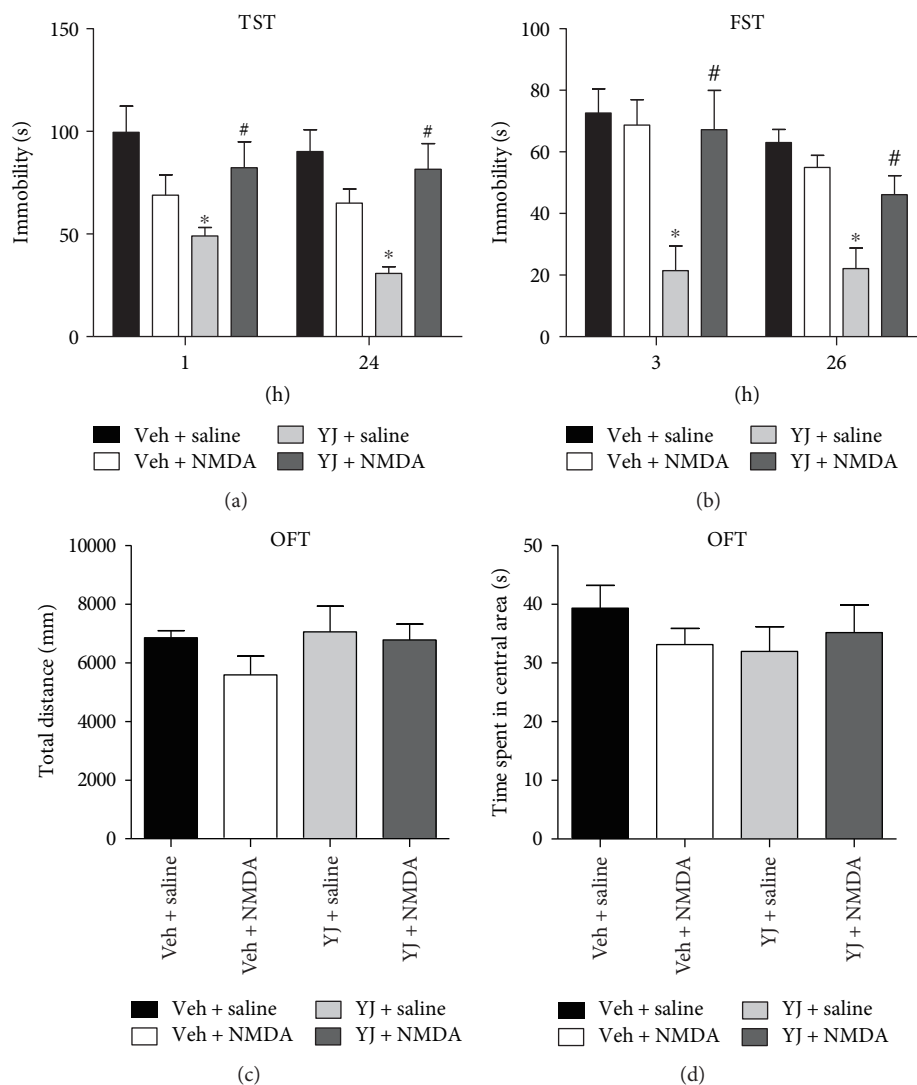 TST
150
100
50
0
Immobility (s)
*
#
*
#
1
24
(h)
Veh + saline
YJ + saline
Veh + NMDA
YJ + NMDA
(a)
FST
100
80
60
40
20
0
Immobility (s)
*
#
*
#
3
26
(h)
Veh + saline
YJ + saline
Veh + NMDA
YJ + NMDA
(b)
OFT
10000
8000
6000
4000
2000
0
Total distance (mm)
Veh + saline
Veh + NMDA
YJ + saline
YJ + NMDA
Veh + saline
YJ + saline
Veh + NMDA
YJ + NMDA
(c)
OFT
50
40
30
20
10
0
Time spent in central area (s)
Veh + saline
Veh + NMDA
YJ + saline
YJ + NMDA
Veh + saline
YJ + saline
Veh + NMDA
YJ + NMDA
(d)